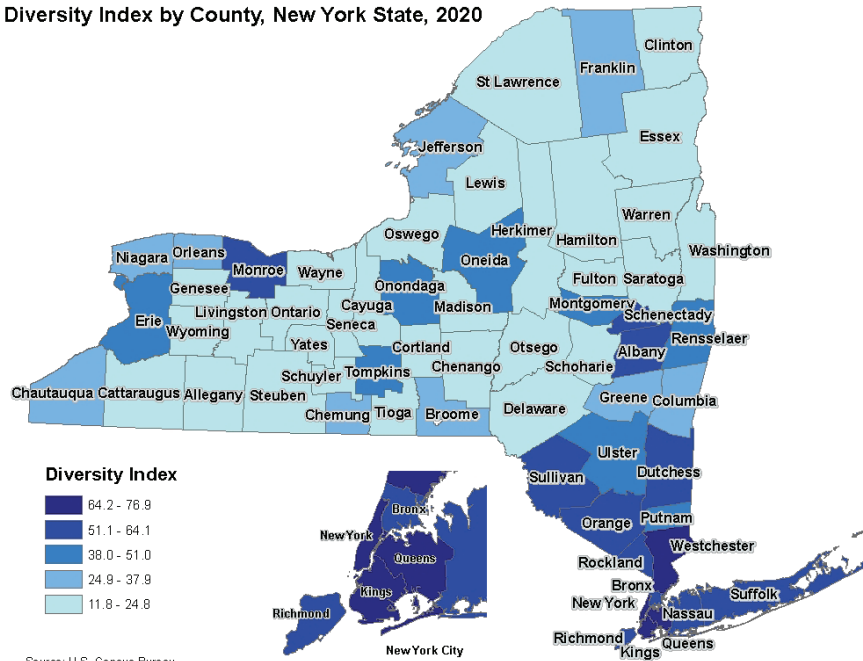 Diversity Index by County, New York State, 2020
Clinton
Franklin
St Lawrence
Essex
Jefferson
Lewis
Warren
Oswego
Herkimer
Hamilton
Washington
Niagara
Orleans
Monroe
Wayne
Oneida
Fulton
Saratoga
Genesee
Onondaga
Madison
Montgomery
Schenectady
Erie
Wyoming
Livingston
Ontario
Cayuga
Seneca
Rensselaer
Yates
Cortland
Otsego
Albany
Schuyler
Tompkins
Chenango
Schoharie
Chautauqua
Cattaraugus
Allegany
Steuben
Chemung
Tioga
Broome
Delaware
Greene
Columbia
Ulster
Sullivan
Dutchess
Orange
Putnam
Westchester
Rockland
Bronx
New York
Nassau
Suffolk
Richmond
Kings
Queens
Diversity Index
64.2 - 76.9
51.1 - 64.1
38.0 - 51.0
24.9 - 37.9
11.8 - 24.8
Bronx
New York
Queens
Kings
Richmond
New York City
Source: U.S. Census Bureau